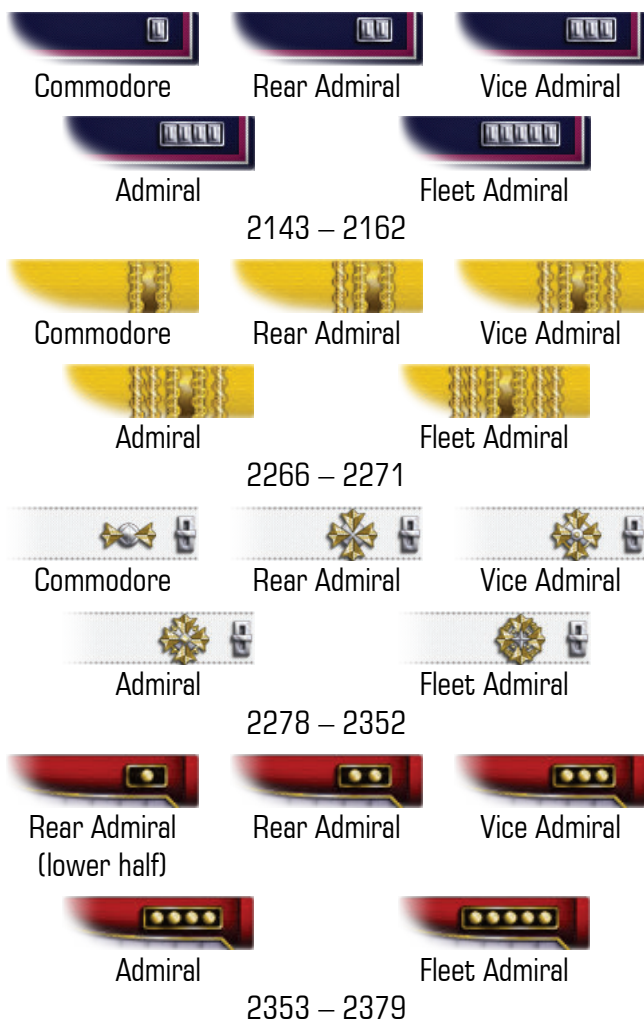 Commodore Rear Admiral Vice Admiral
Admiral Fleet Admiral
2143 – 2162
Commodore Rear Admiral Vice Admiral
Admiral Fleet Admiral
2266 – 2271
Commodore Rear Admiral Vice Admiral
Admiral Fleet Admiral
2278 – 2352
Rear Admiral Rear Admiral Vice Admiral
(lower half)
Admiral Fleet Admiral
2353 – 2379